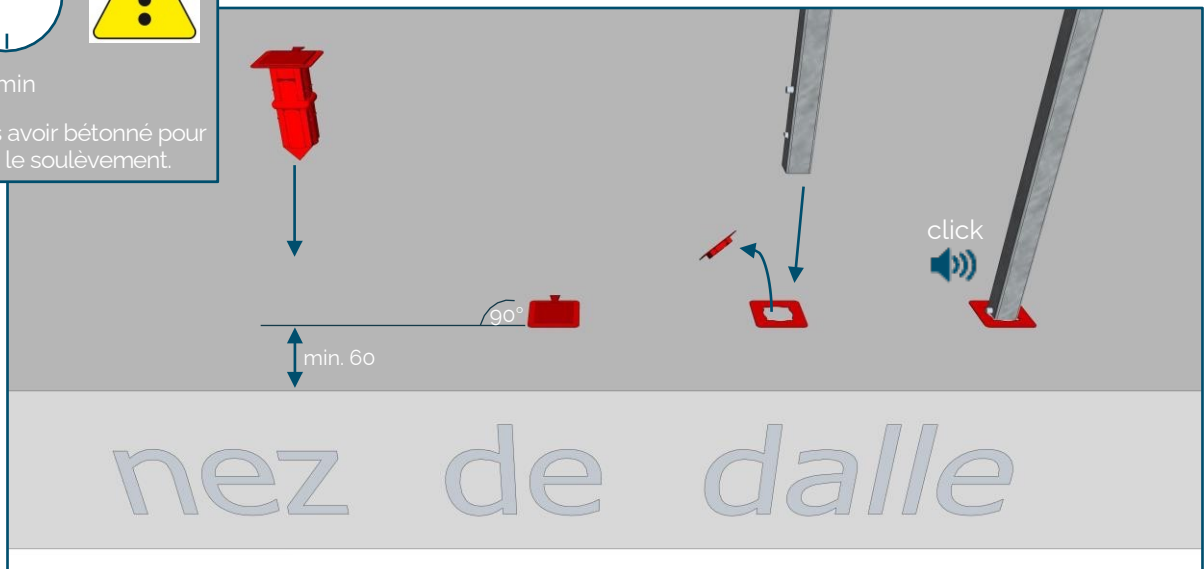 min
avoir bétonné pour
le soulèvement.
click
90°
min. 60
nez de dalle